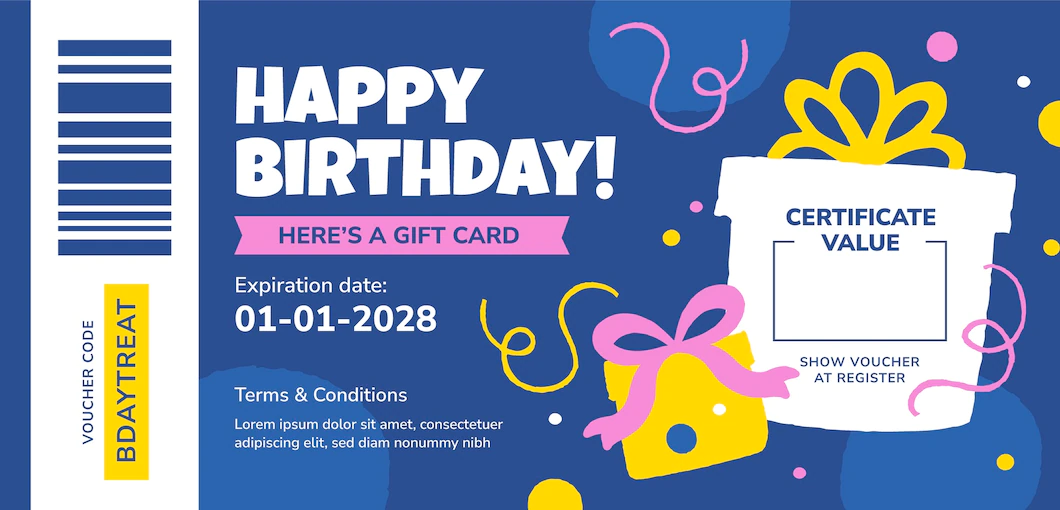 VOUCHER CODE
BDAYTREAT
HAPPY
BIRTHDAY!
HERE’S A GIFT CARD
Expiration date:
01-01-2028
Terms & Conditions
Lorem ipsum dolor sit amet, consectetuer
adipiscing elit, sed diam nonummy nibh
CERTIFICATE
VALUE
SHOW VOUCHER
AT REGISTER